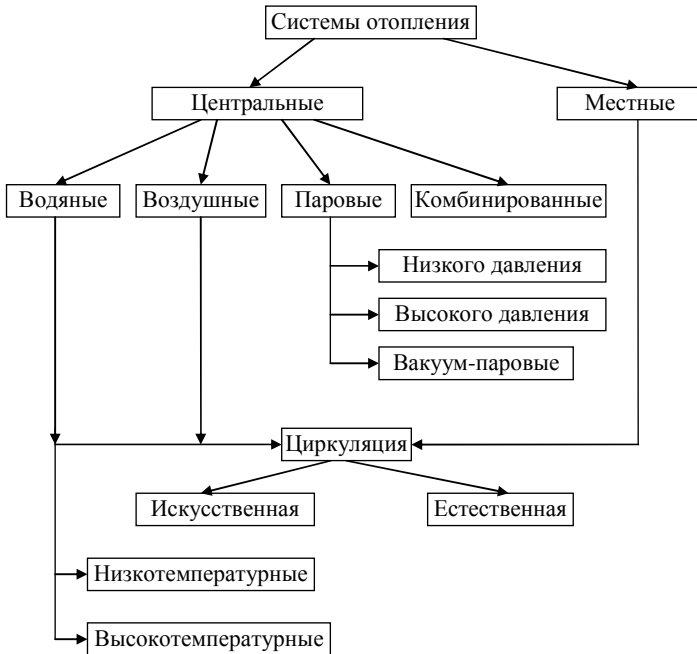 Системы отопления
Центральные
Местные
Водяные
Воздушные
Паровые
Комбинированные
Низкого давления
Высокого давления
Вакуум-паровые
Циркуляция
Искусственная
Естественная
Низкотемпературные
Высокотемпературные